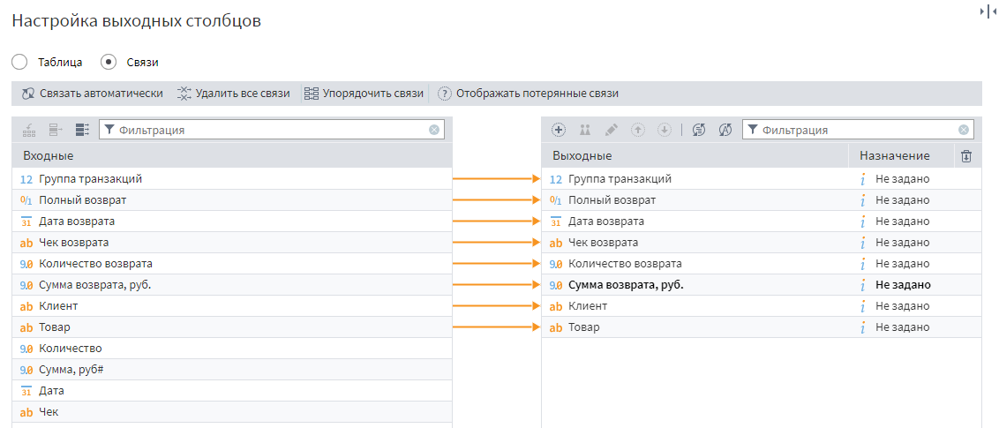 Настройка выходных столбцов
Таблица Связи
Связать автоматически Удалить все связи Упорядочить связи Отображать потерянные связи
Фильтрация Фильтрация
Входные Выходные Назначение
12 Группа транзакций 12 Группа транзакций Не задано
0/1 Полный возврат 0/1 Полный возврат Не задано
31 Дата возврата 31 Дата возврата Не задано
ab Чек возврата ab Чек возврата Не задано
9.0 Количество возврата 9.0 Количество возврата Не задано
9.0 Сумма возврата, руб. 9.0 Сумма возврата, руб. Не задано
ab Клиент ab Клиент Не задано
ab Товар ab Товар Не задано
9.0 Количество
9.0 Сумма, руб#
31 Дата
ab Чек